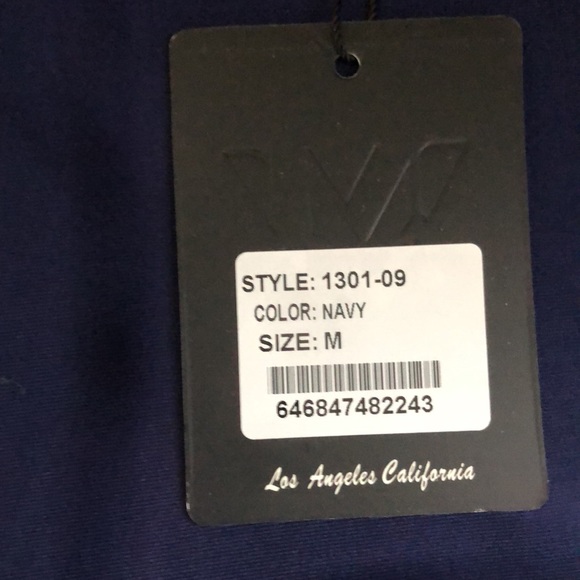 STYLE: 1301-09
COLOR: NAVY
SIZE: M
646847482243
Los Angeles California